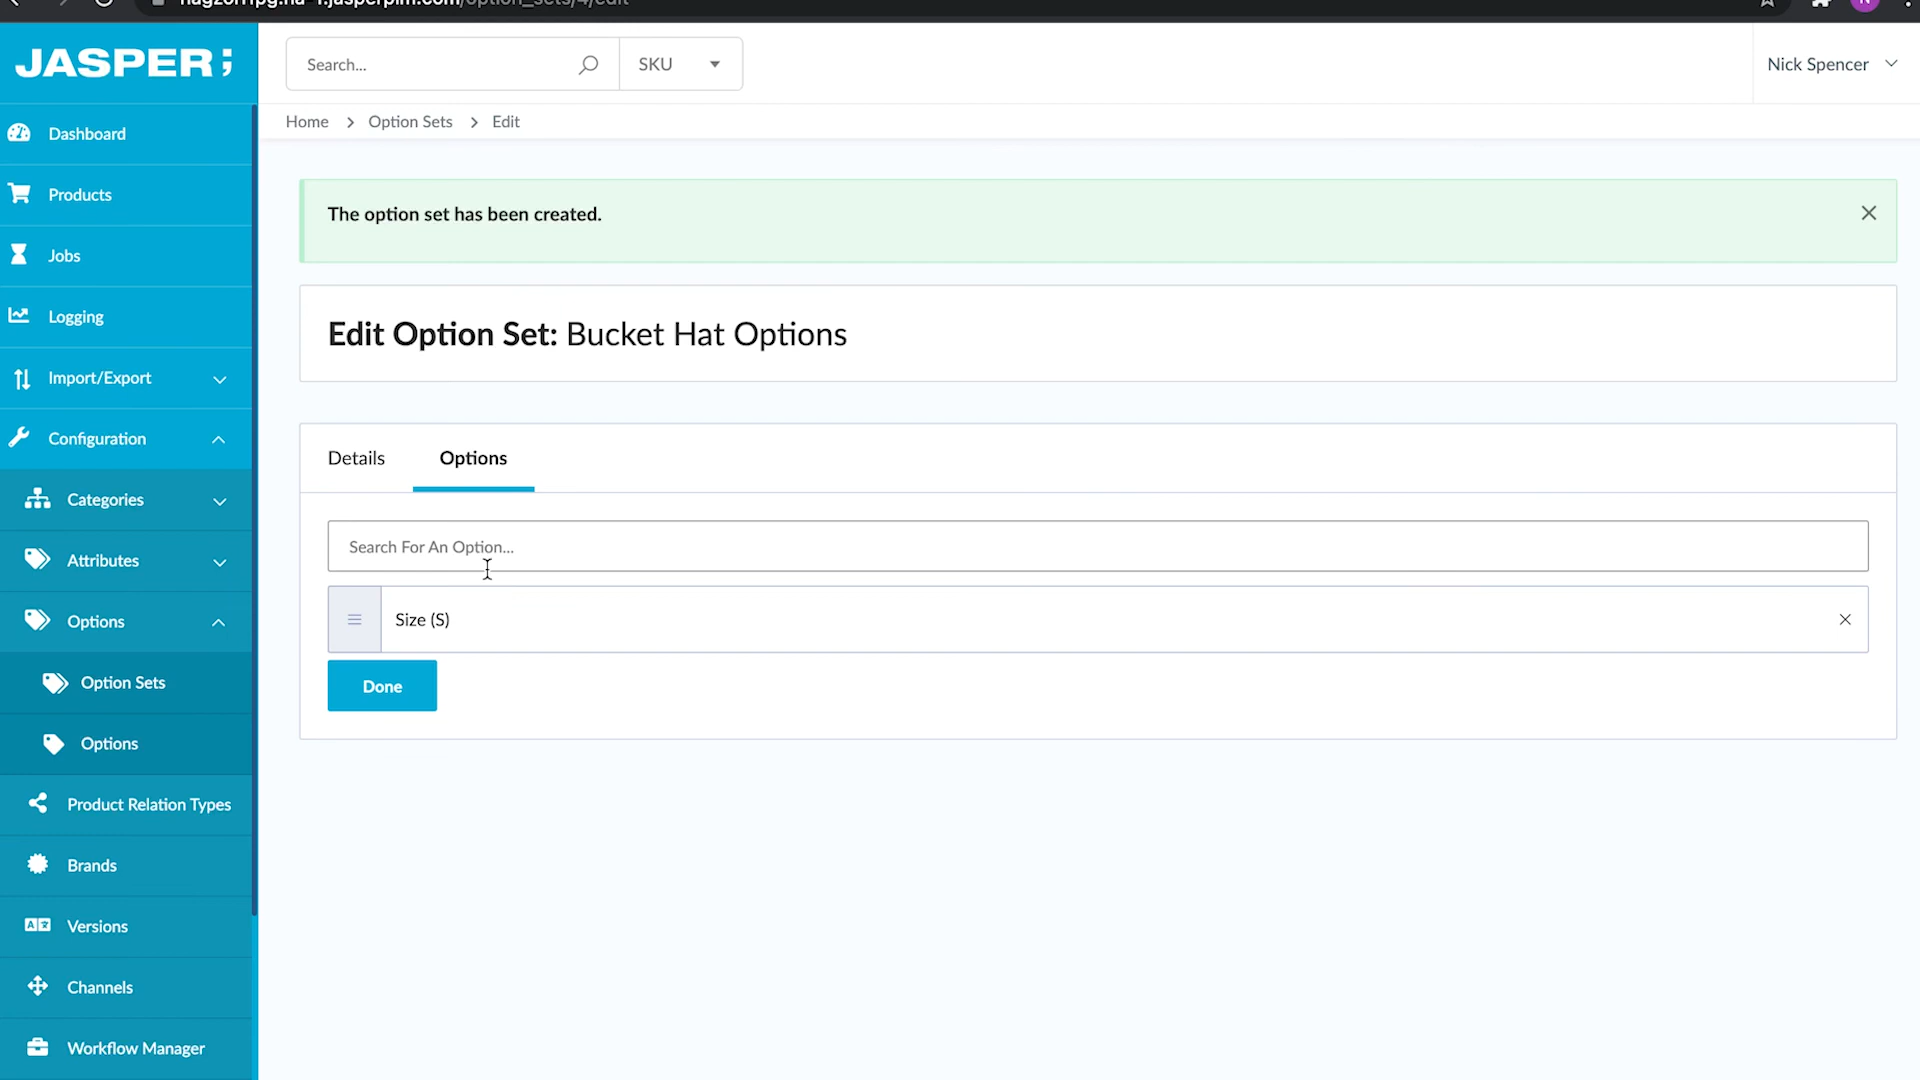 JASPER;
Search...
SKU
Nick Spencer
Home > Option Sets > Edit
Dashboard
Products
Jobs
Logging
Import/Export
Configuration
Categories
Attributes
Options
Option Sets
Options
Product Relation Types
Brands
Versions
Channels
Workflow Manager
The option set has been created.
Edit Option Set: Bucket Hat Options
Details
Options
Search For An Option...
Size (S)
Done